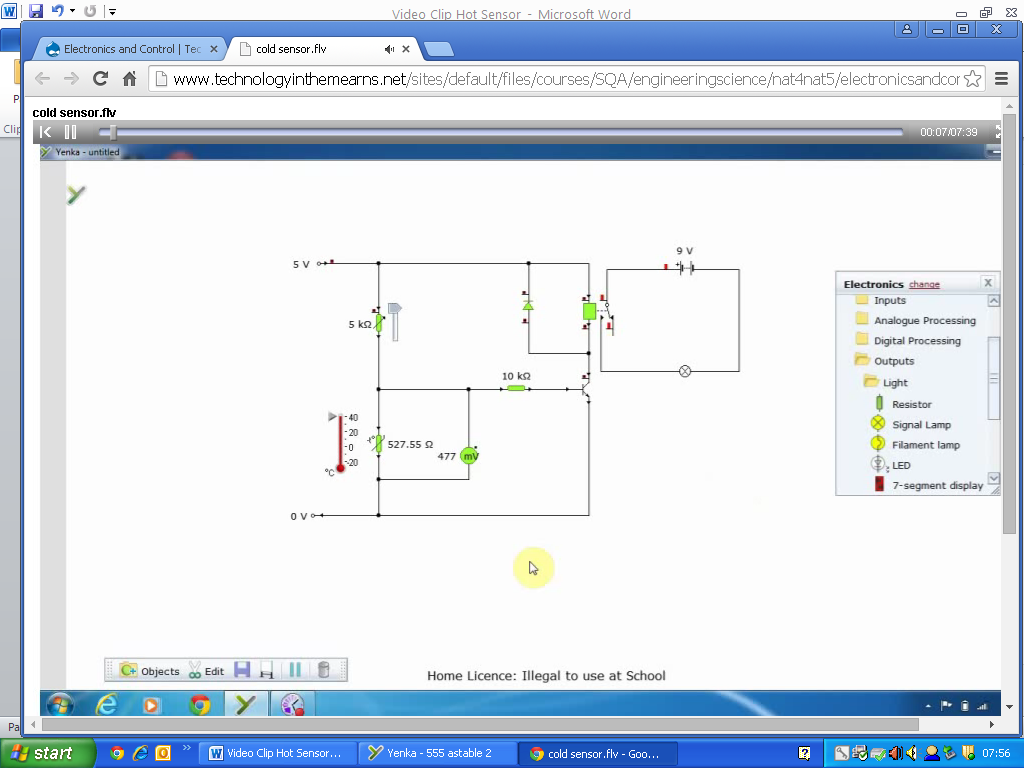 Video Clip Hot Sensor - Microsoft Word
Electronics and Control | Tec
cold sensor.flv
www.technologyinthemearns.net/sites/default/files/courses/SQA/engineeringscience/nat4nat5/electronicsandcor
cold sensor.flv
Clip
00:07/07:39
Yenka - untitled
9 V
5 V
5 kΩ
10 kΩ
40
20
0
-20
°C
527.55 Ω
477 mV
0 V
Electronics change
Inputs
Analogue Processing
Digital Processing
Outputs
Light
Resistor
Signal Lamp
Filament lamp
LED
7-segment display
Objects Edit
Home Licence: Illegal to use at School
Pa
start
Video Clip Hot Sensor...
Yenka - 555 astable 2
cold sensor.flv - Goo...
07:56